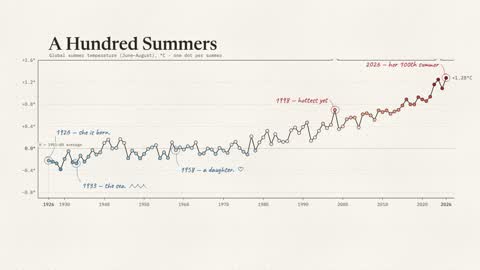 A Hundred Summers
Global summer temperature (June–August), °C · one dot per summer
+1.6°
2026 — her 100th summer
+1.2°
+1.28°C
1998 — hottest yet
+0.8°
+0.4°
1926 — she is born.
average
0.0°
1958 — a daughter.
-0.4°
1933 — the sea.
-0.8°
1926 1930 1940 1950 1960 1970 1980 1990 2000 2010 2020 2026